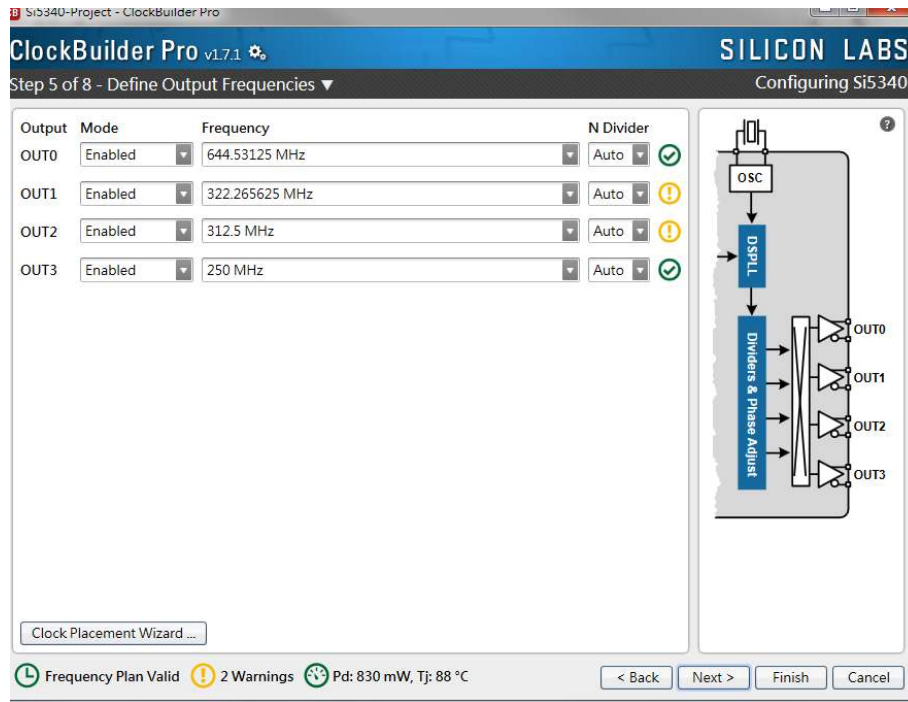 CB Si5340-Project - ClockBuilder Pro
ClockBuilder Pro v1.7.1
SILICON LABS
Step 5 of 8 - Define Output Frequencies ▼
Configuring Si5340
Output Mode Frequency N Divider
OUT0 Enabled 644.53125 MHz Auto
OUT1 Enabled 322.265625 MHz Auto
OUT2 Enabled 312.5 MHz Auto
OUT3 Enabled 250 MHz Auto
?
OSC
DSPLL
Dividers & Phase Adjust
OUT0
OUT1
OUT2
OUT3
Clock Placement Wizard ...
Frequency Plan Valid 2 Warnings Pd: 830 mW, Tj: 88 °C
< Back Next > Finish Cancel